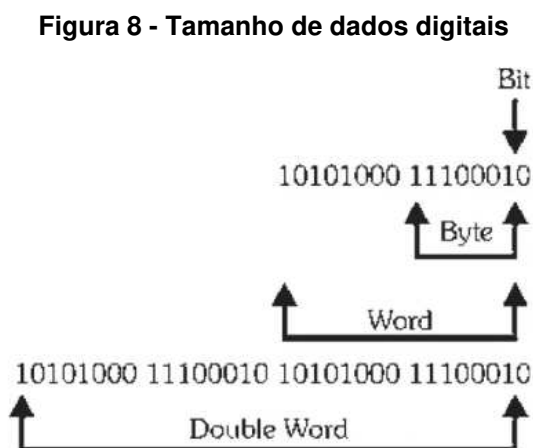 Figura 8 - Tamanho de dados digitais
Bit
10101000 11100010
Byte
Word
10101000 11100010 10101000 11100010
Double Word